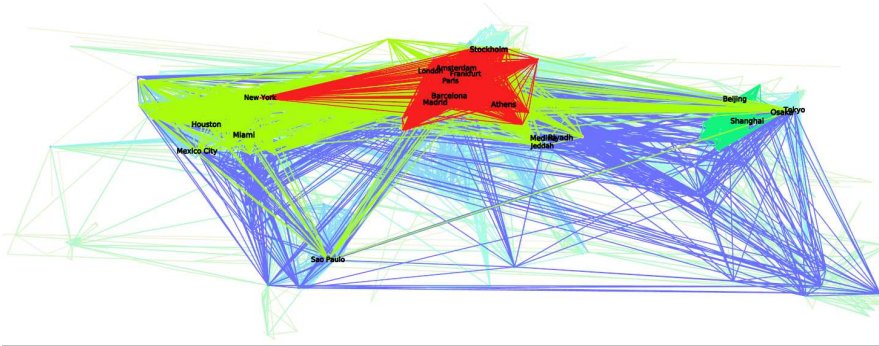 Stockholm
Amsterdam
London
Frankfurt
Paris
New York
Barcelona
Madrid
Athens
Beijing
Tokyo
Osaka
Shanghai
Houston
Miami
Riyadh
Jeddah
Mexico City
Sao Paulo